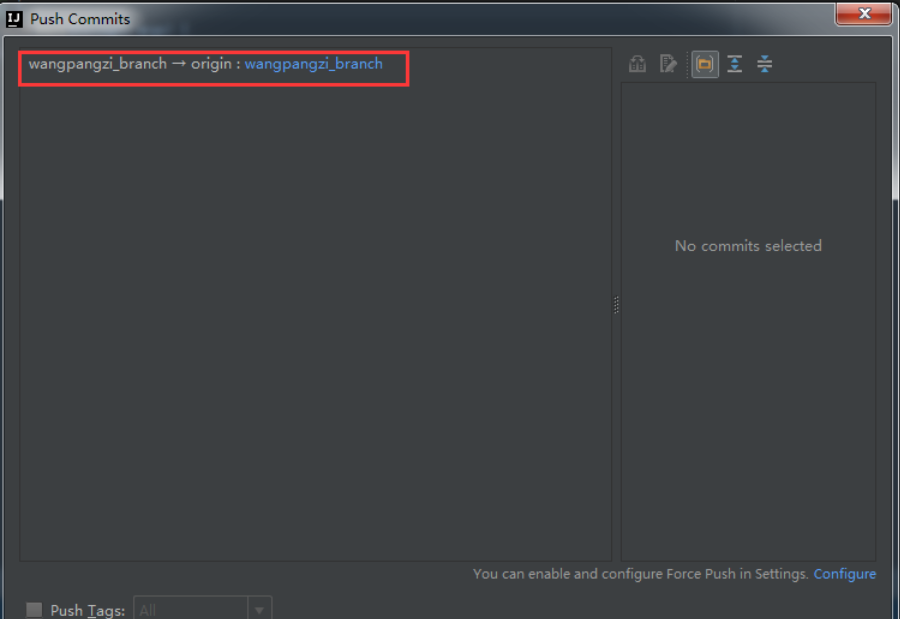 IJ Push Commits
wangpangzi_branch → origin : wangpangzi_branch
No commits selected
You can enable and configure Force Push in Settings. Configure
Push Tags: All